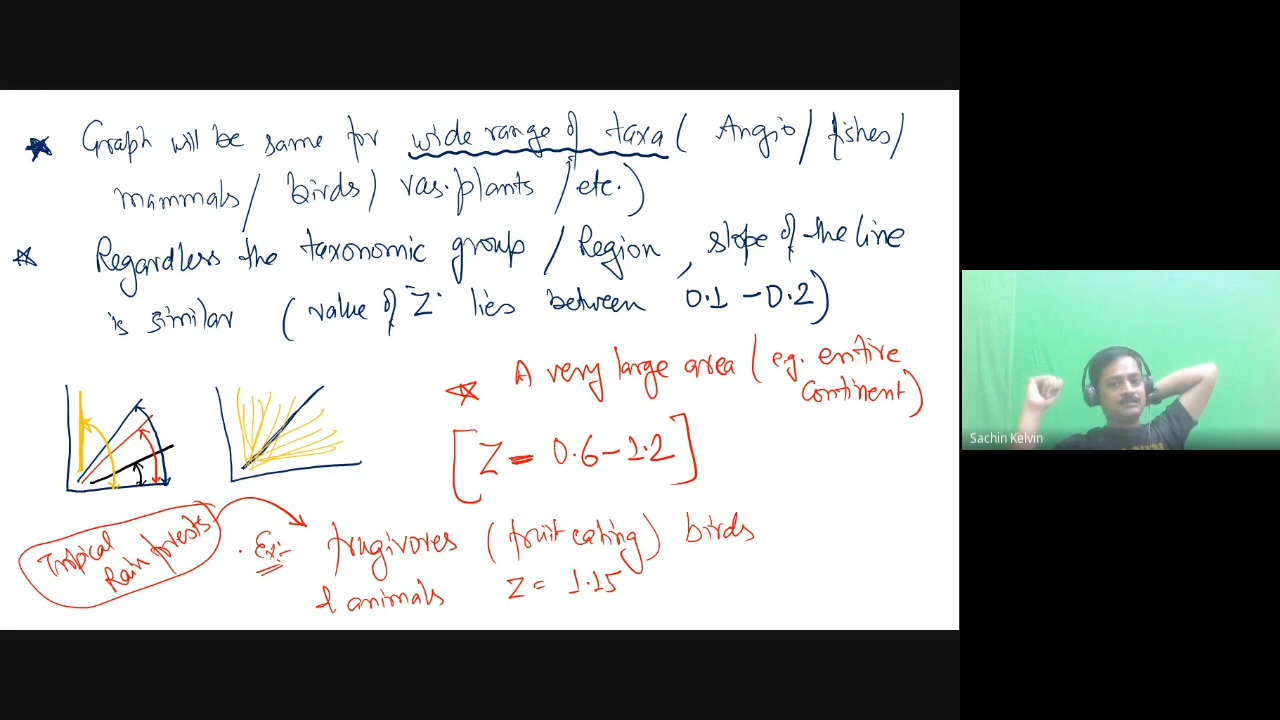 ★ Graph will be same for wide range of taxa ( Angio / fishes /
mammals / birds ) vas. plants / etc. )
★ Regardless the taxonomic group / Region , slope of the line
is similar ( value of 'Z' lies between 0.1 - 0.2 )
★ A very large area ( eg. entire
continent )
[ Z = 0.6 - 1.2 ]
Tropical
Rain forests
. Ex:- frugivores ( fruit eating ) birds
& animals Z = 1.15
Sachin Kelvin